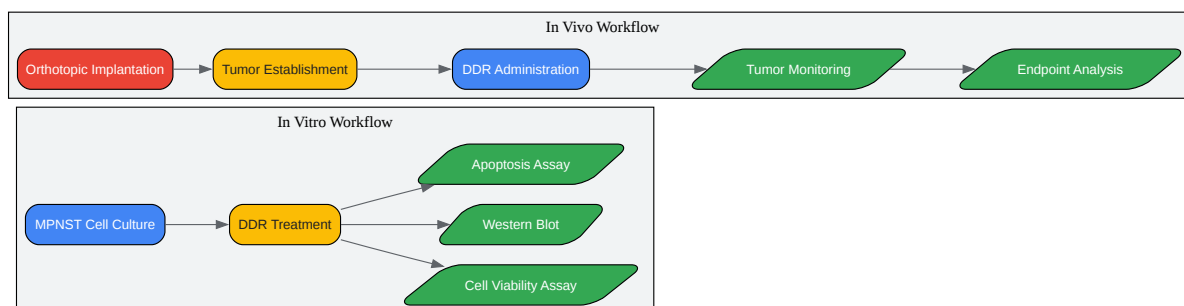 In Vivo Workflow
Orthotopic Implantation
Tumor Establishment
DDR Administration
Tumor Monitoring
Endpoint Analysis
In Vitro Workflow
Apoptosis Assay
MPNST Cell Culture
DDR Treatment
Western Blot
Cell Viability Assay